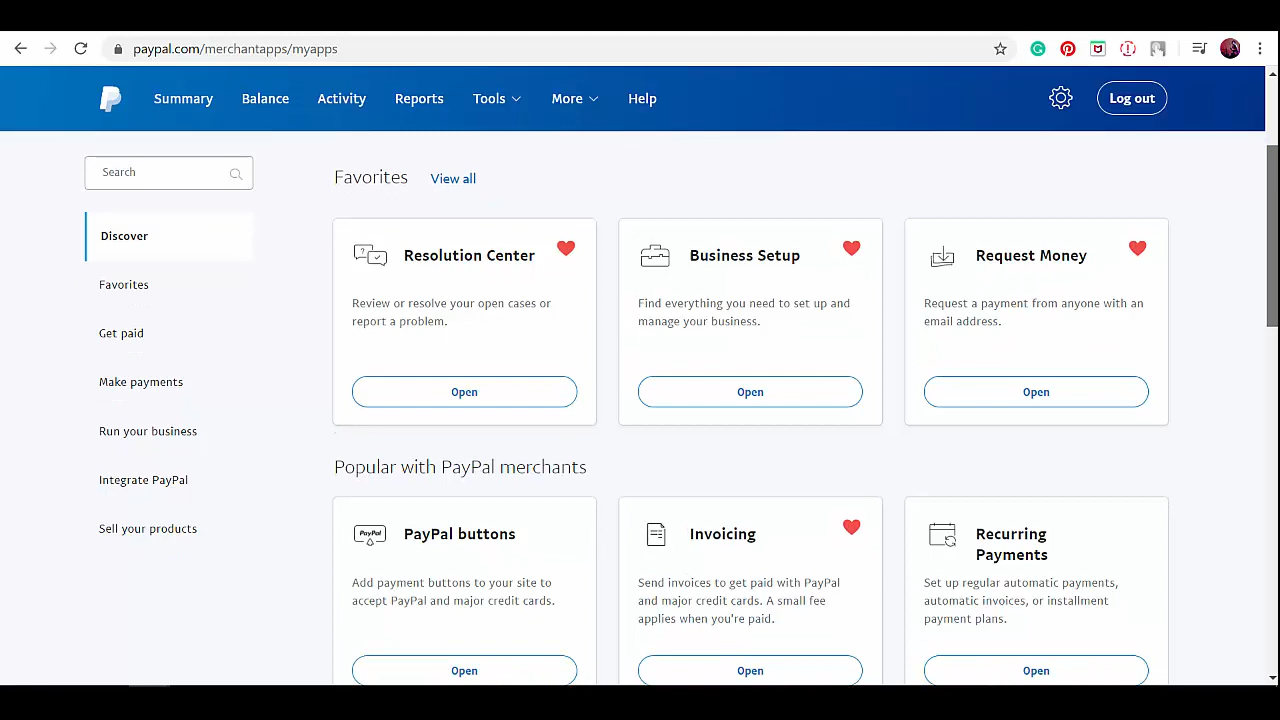 paypal.com/merchantapps/myapps
Summary
Balance
Activity
Reports
Tools
More
Help
Log out
Search
Discover
Favorites
Get paid
Make payments
Run your business
Integrate PayPal
Sell your products
Favorites
View all
Resolution Center
Review or resolve your open cases or
report a problem.
Open
Business Setup
Find everything you need to set up and
manage your business.
Open
Request Money
Request a payment from anyone with an
email address.
Open
Popular with PayPal merchants
PayPal
PayPal buttons
Add payment buttons to your site to
accept PayPal and major credit cards.
Open
Invoicing
Send invoices to get paid with PayPal
and major credit cards. A small fee
applies when you're paid.
Open
Recurring
Payments
Set up regular automatic payments,
automatic invoices, or installment
payment plans.
Open